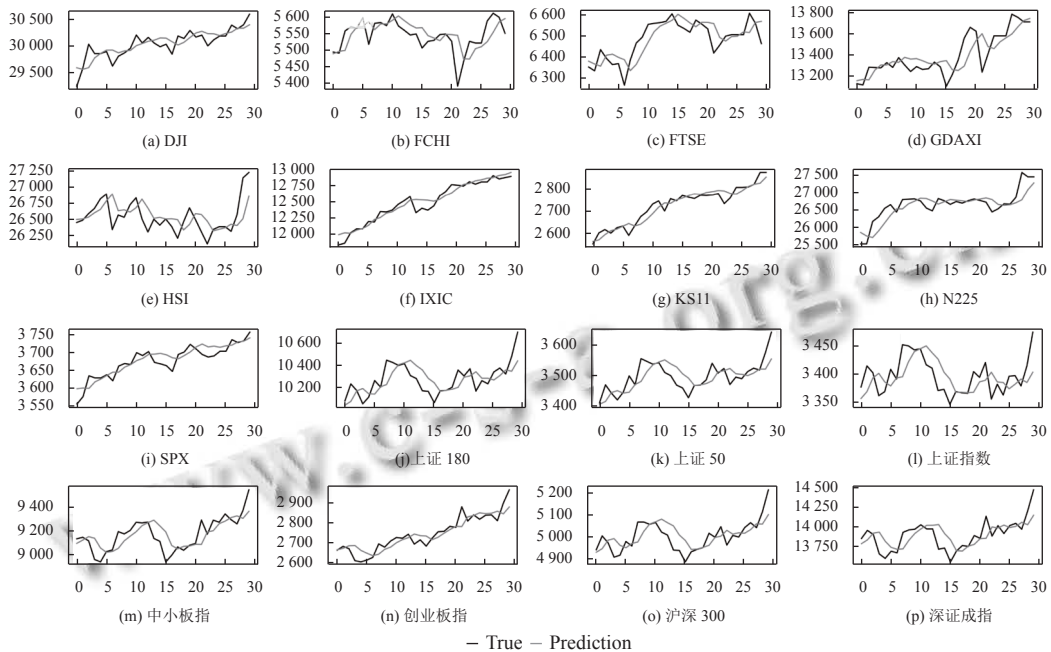 30 500
30 000
29 500
0 5 10 15 20 25 30
(a) DJI
5 600
5 550
5 500
5 450
5 400
0 5 10 15 20 25 30
(b) FCHI
6 600
6 500
6 400
6 300
0 5 10 15 20 25 30
(c) FTSE
13 800
13 600
13 400
13 200
0 5 10 15 20 25 30
(d) GDAXI
27 250
27 000
26 750
26 500
26 250
0 5 10 15 20 25 30
(e) HSI
13 000
12 750
12 500
12 250
12 000
0 5 10 15 20 25 30
(f) IXIC
2 800
2 700
2 600
0 5 10 15 20 25 30
(g) KS11
27 500
27 000
26 500
26 000
25 500
0 5 10 15 20 25 30
(h) N225
3 750
3 700
3 650
3 600
3 550
0 5 10 15 20 25 30
(i) SPX
10 600
10 400
10 200
0 5 10 15 20 25 30
(j)上证 180
3 600
3 500
3 400
0 5 10 15 20 25 30
(k) 上证 50
3 450
3 400
3 350
0 5 10 15 20 25 30
(l) 上证指数
9 400
9 200
9 000
0 5 10 15 20 25 30
(m) 中小板指
2 900
2 800
2 700
2 600
0 5 10 15 20 25 30
(n) 创业板指
5 200
5 100
5 000
4 900
0 5 10 15 20 25 30
(o) 沪深 300
14 500
14 250
14 000
13 750
0 5 10 15 20 25 30
(p) 深证成指
– True – Prediction
www.c-s-a.org.cn